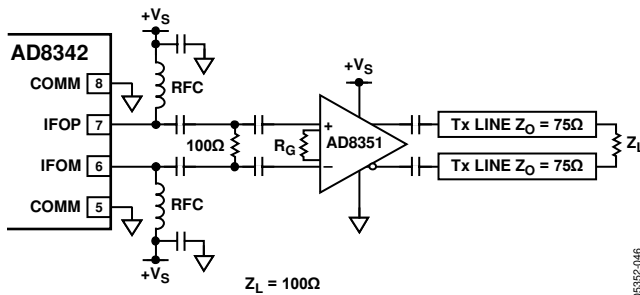 +VS
AD8342
COMM 8
RFC
+VS
IFOP 7
100Ω
RG
+
AD8351
–
Tx LINE ZO = 75Ω
ZL
IFOM 6
Tx LINE ZO = 75Ω
COMM 5
RFC
+VS
ZL = 100Ω
05352-046